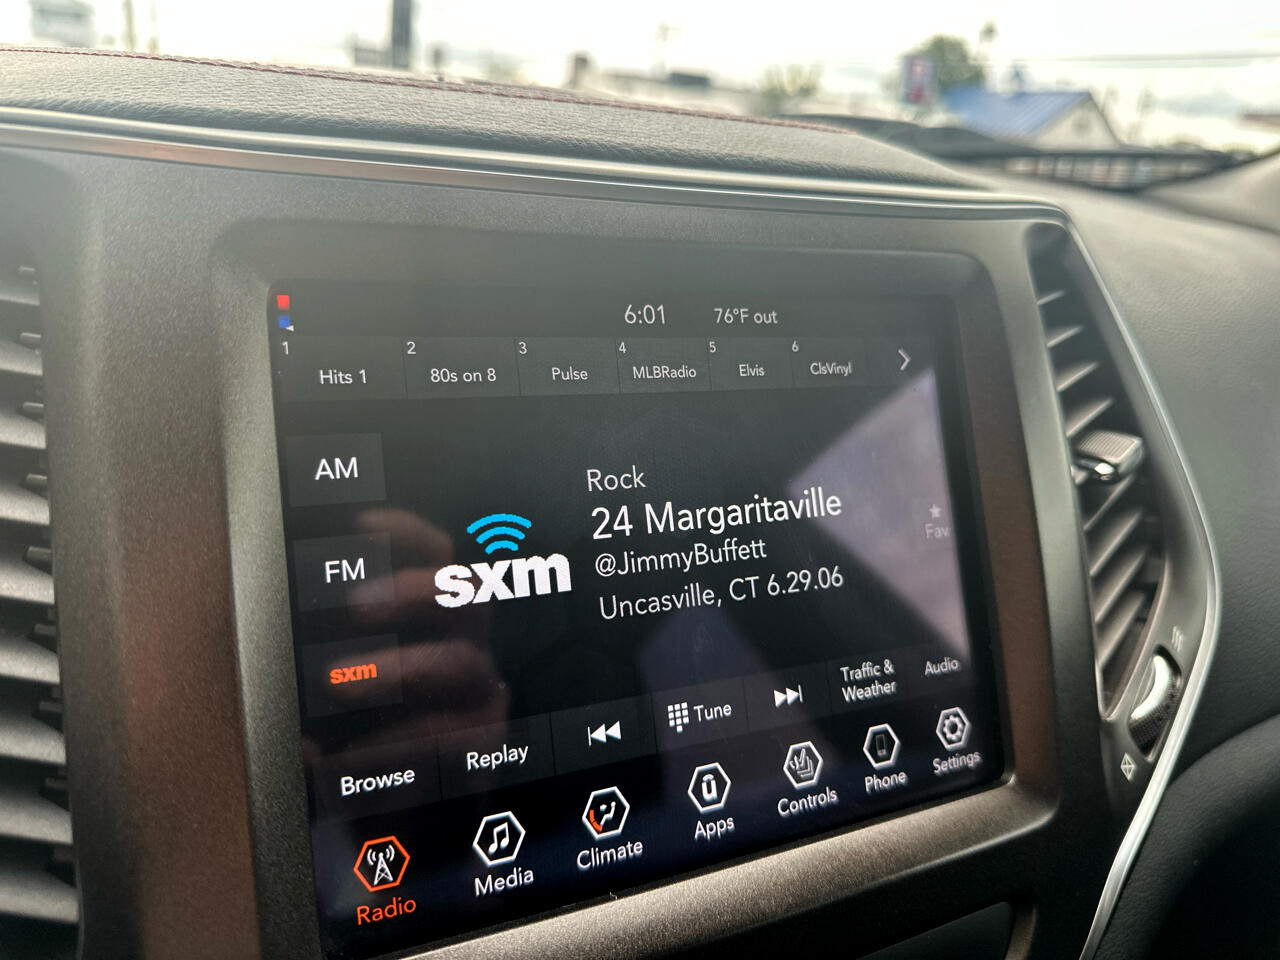 6:01 76°F out
1 2 3 4 5 6
Hits 1 80s on 8 Pulse MLBRadio Elvis ClsVinyl
AM
Rock
24 Margaritaville
@JimmyBuffett
Uncasville, CT 6.29.06
Fav
FM
sxm
sxm
Browse Replay Tune Traffic & Weather Audio
Radio Media Climate Apps Controls Phone Settings